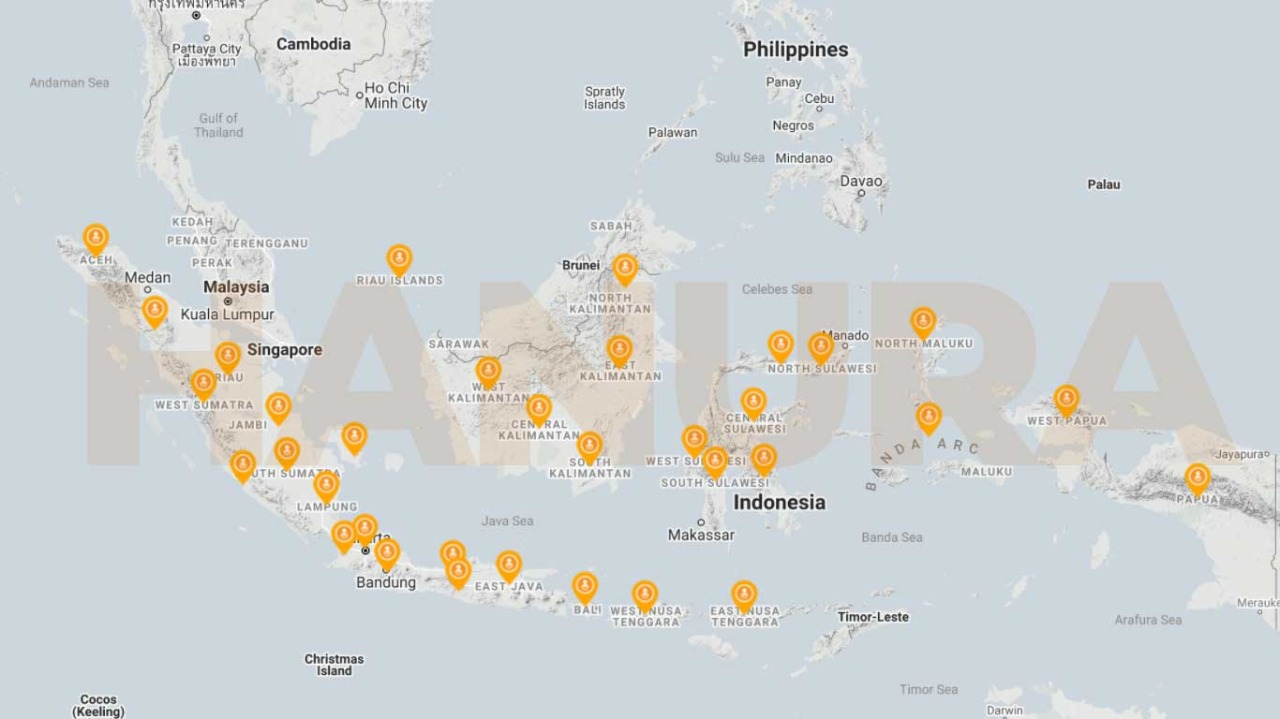 กรุงเทพมหานคร
Pattaya City
เมืองพัทยา
Cambodia
Ho Chi
Minh City
Philippines
Panay
Cebu
Negros
Mindanao
Davao
Palau
Andaman Sea
Gulf of
Thailand
Spratly
Islands
Palawan
Sulu Sea
KEDAH
PENANG
TERENGGANU
PERAK
ACEH
Medan
Malaysia
Kuala Lumpur
RIAU ISLANDS
SABAH
Brunei
NORTH
KALIMANTAN
Celebes Sea
HANURA
Singapore
SARAWAK
RIAU
WEST SUMATRA
JAMBI
WEST
KALIMANTAN
EAST
KALIMANTAN
CENTRAL
KALIMANTAN
SOUTH
KALIMANTAN
Manado
NORTH SULAWESI
NORTH MALUKU
CENTRAL
SULAWESI
WEST SULAWESI
SOUTH SULAWESI
WEST PAPUA
BANDA ARC
MALUKU
Jayapura
PAPUA
SOUTH SUMATRA
LAMPUNG
Indonesia
Java Sea
Makassar
Banda Sea
Jakarta
Bandung
EAST JAVA
BALI
WEST NUSA
TENGGARA
EAST NUSA
TENGGARA
Timor-Leste
Merauke
Arafura Sea
Christmas
Island
Cocos
(Keeling)
Timor Sea
Darwin